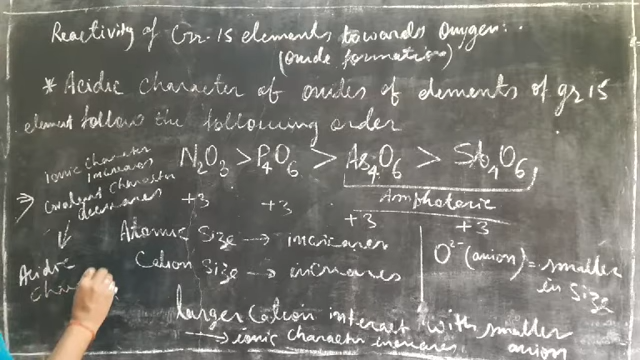 Reactivity of Gr. 15 elements towards Oxygen:
(Oxide formation)
* Acidic character of oxides of elements of gr 15
element follow the following order
N₂O₃ > P₄O₆ > As₄O₆ > Sb₄O₆
+3 +3 +3 +3
Amphoteric
ionic character
increases
⇒ Covalent character
decreases
↓
Acidic
Cha
Atomic Size → increases
Cation Size → increases
O²⁻ (anion) = smaller
in size
larger Cation interact with smaller
anion
→ ionic character increases